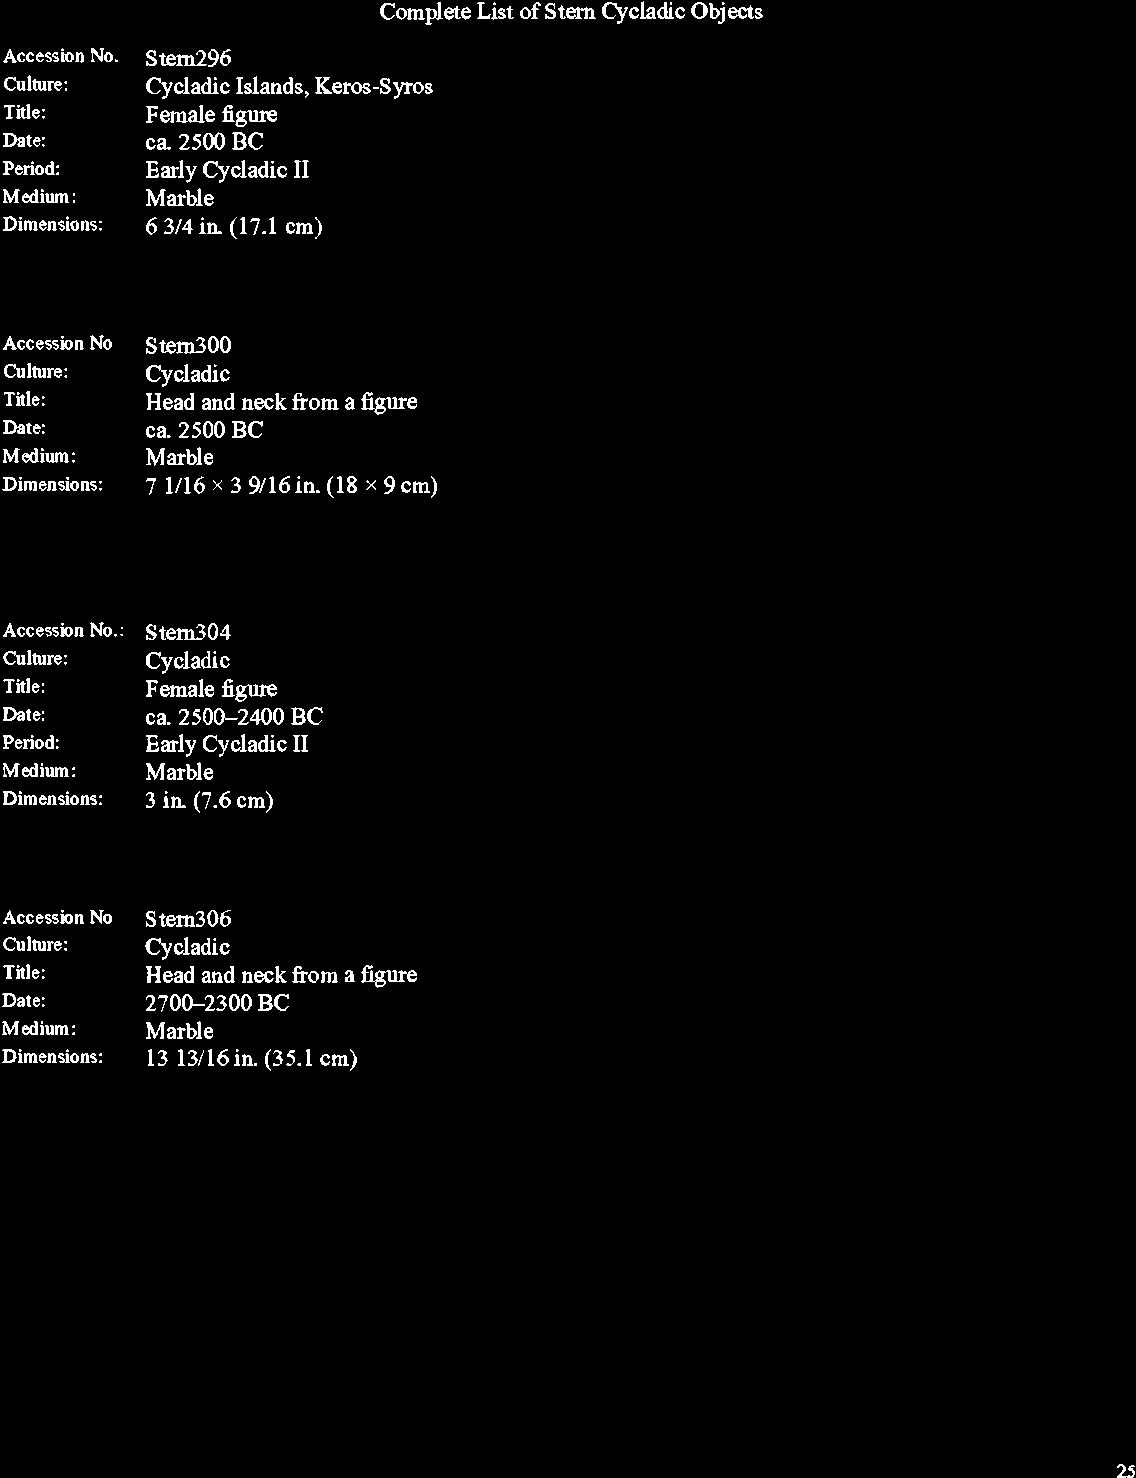 Complete List of Stern Cycladic Objects
Accession No. Stern296
Culture: Cycladic Islands, Keros-Syros
Title: Female figure
Date: ca. 2500 BC
Period: Early Cycladic II
Medium: Marble
Dimensions: 6 3/4 in. (17.1 cm)
Accession No Stern300
Culture: Cycladic
Title: Head and neck from a figure
Date: ca. 2500 BC
Medium: Marble
Dimensions: 7 1/16 × 3 9/16 in. (18 × 9 cm)
Accession No.: Stern304
Culture: Cycladic
Title: Female figure
Date: ca. 2500–2400 BC
Period: Early Cycladic II
Medium: Marble
Dimensions: 3 in. (7.6 cm)
Accession No Stern306
Culture: Cycladic
Title: Head and neck from a figure
Date: 2700–2300 BC
Medium: Marble
Dimensions: 13 13/16 in. (35.1 cm)
25